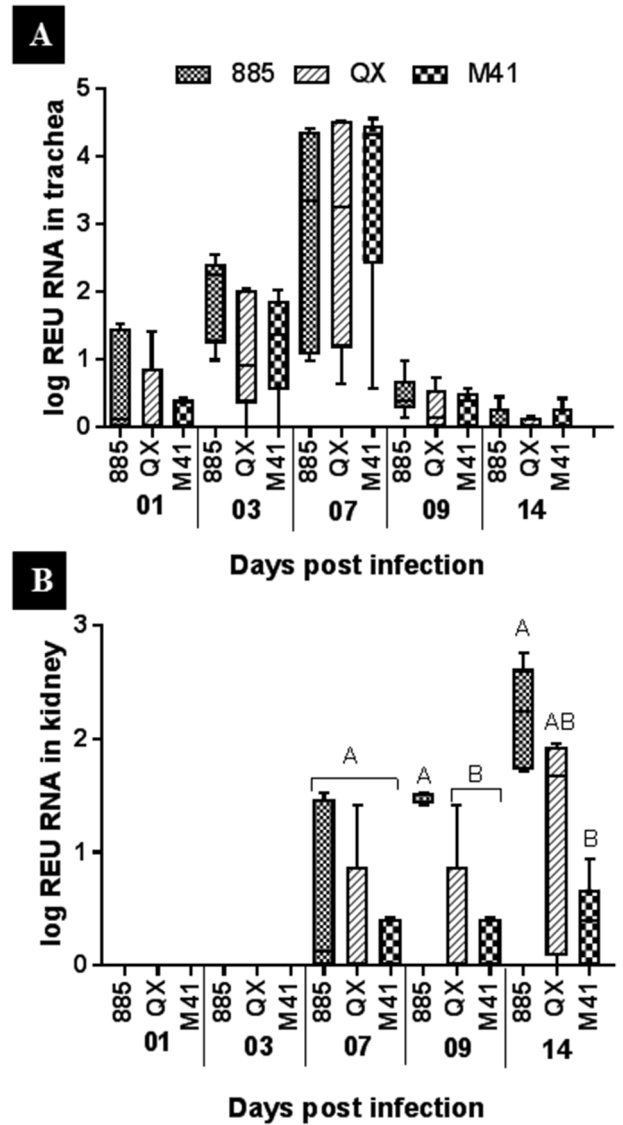 A
885 QX M41
5
4
3
2
1
0
log REU RNA in trachea
885 QX M41 885 QX M41 885 QX M41 885 QX M41 885 QX M41
01 03 07 09 14
Days post infection
B
3
2
1
0
log REU RNA in kidney
A A B A AB B
885 QX M41 885 QX M41 885 QX M41 885 QX M41 885 QX M41
01 03 07 09 14
Days post infection